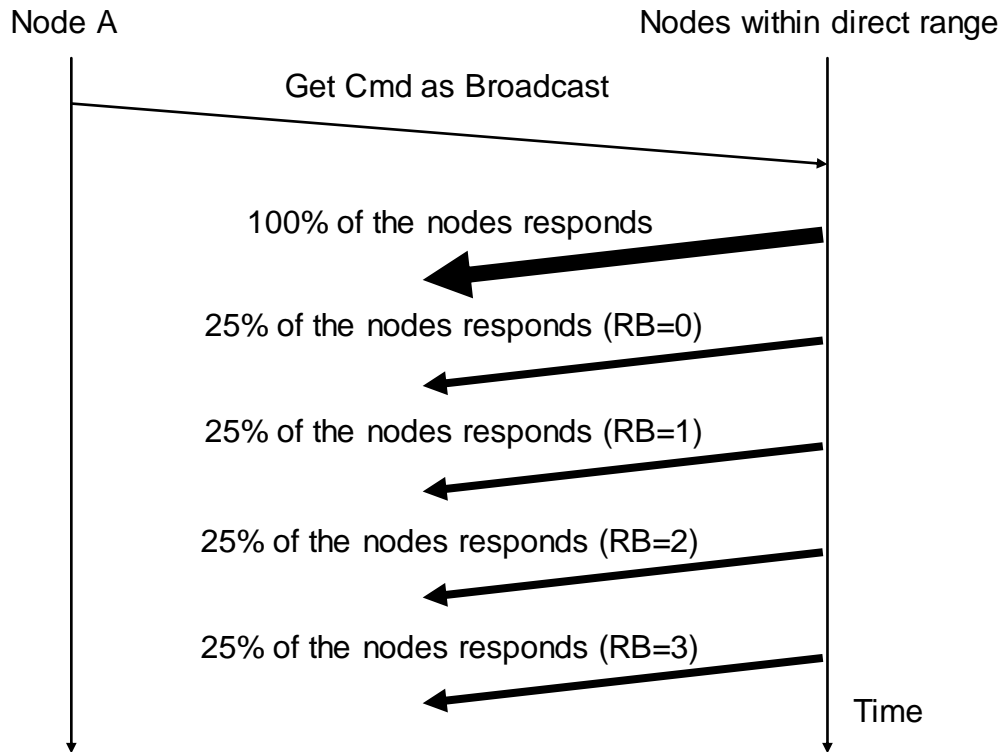 Node A
Nodes within direct range
Get Cmd as Broadcast
100% of the nodes responds
25% of the nodes responds (RB=0)
25% of the nodes responds (RB=1)
25% of the nodes responds (RB=2)
25% of the nodes responds (RB=3)
Time